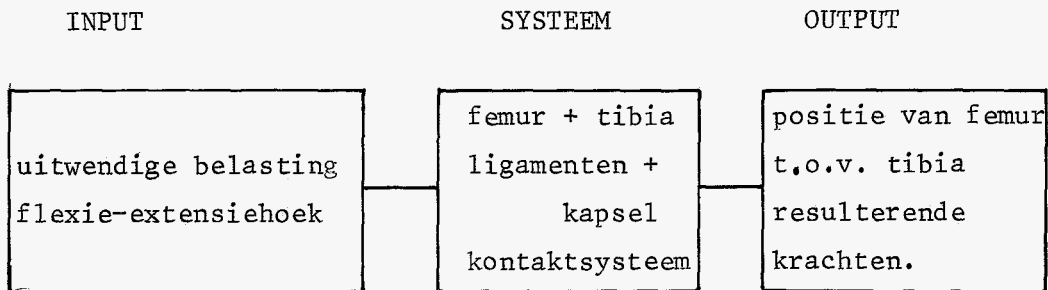 INPUT
SYSTEEM
OUTPUT
uitwendige belasting
flexie-extensiehoek
femur + tibia
ligamenten +
kapsel
kontaktsysteem
positie van femur
t.o.v. tibia
resulterende
krachten.